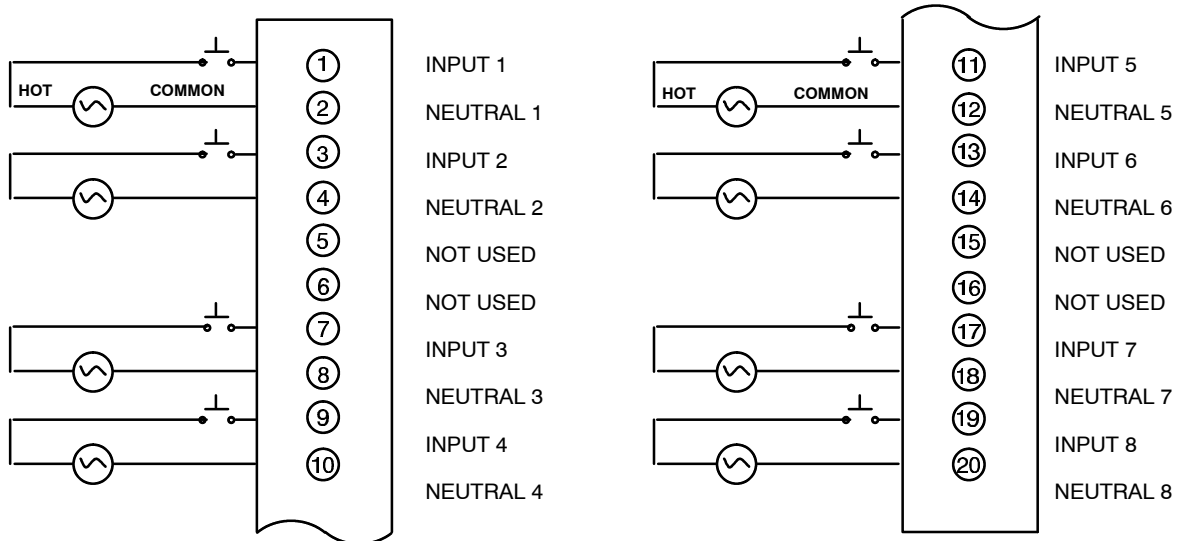 1 INPUT 1
HOT COMMON
2 NEUTRAL 1
3 INPUT 2
4 NEUTRAL 2
5 NOT USED
6 NOT USED
7 INPUT 3
8 NEUTRAL 3
9 INPUT 4
10 NEUTRAL 4
11 INPUT 5
HOT COMMON
12 NEUTRAL 5
13 INPUT 6
14 NEUTRAL 6
15 NOT USED
16 NOT USED
17 INPUT 7
18 NEUTRAL 7
19 INPUT 8
20 NEUTRAL 8